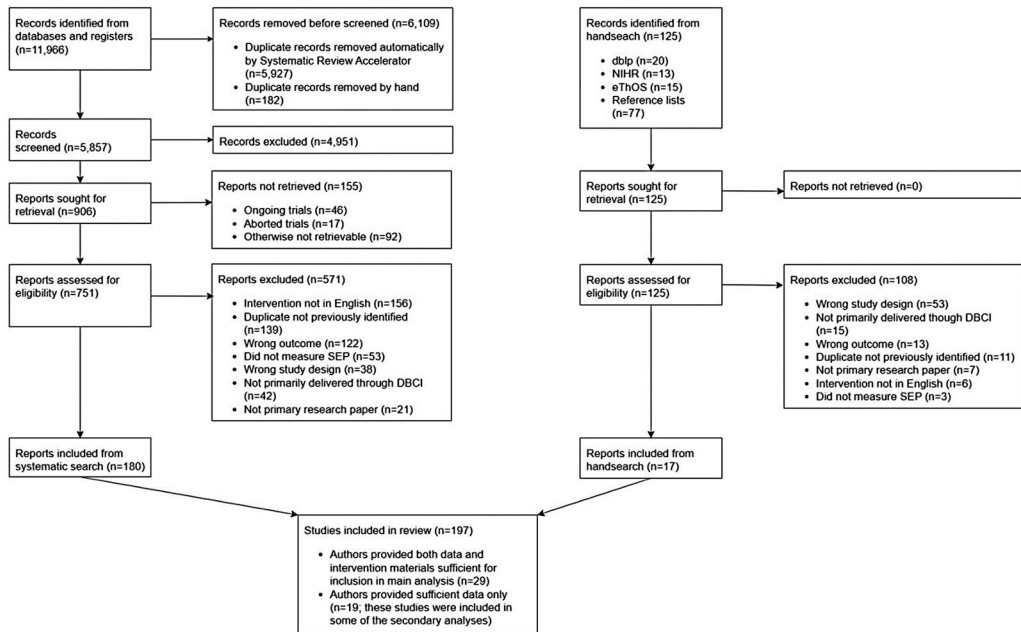 Records identified from
databases and registers
(n=11,966)
Records removed before screened (n=6,109)
• Duplicate records removed automatically
by Systematic Review Accelerator
(n=5,927)
• Duplicate records removed by hand
(n=182)
Records
screened (n=5,857)
Records excluded (n=4,951)
Reports sought for
retrieval (n=906)
Reports not retrieved (n=155)
• Ongoing trials (n=46)
• Aborted trials (n=17)
• Otherwise not retrievable (n=92)
Reports assessed for
eligibility (n=751)
Reports excluded (n=571)
• Intervention not in English (n=156)
• Duplicate not previously identified
(n=139)
• Wrong outcome (n=122)
• Did not measure SEP (n=53)
• Wrong study design (n=38)
• Not primarily delivered through DBCI
(n=42)
• Not primary research paper (n=21)
Reports included from
systematic search (n=180)
Records identified from
handseach (n=125)
• dblp (n=20)
• NIHR (n=13)
• eThOS (n=15)
• Reference lists
(n=77)
Reports sought for
retrieval (n=125)
Reports not retrieved (n=0)
Reports assessed for
eligibility (n=125)
Reports excluded (n=108)
• Wrong study design (n=53)
• Not primarily delivered though DBCI
(n=15)
• Wrong outcome (n=13)
• Duplicate not previously identified (n=11)
• Not primary research paper (n=7)
• Intervention not in English (n=6)
• Did not measure SEP (n=3)
Reports included from
handsearch (n=17)
Studies included in review (n=197)
• Authors provided both data and
intervention materials sufficient for
inclusion in main analysis (n=29)
• Authors provided sufficient data only
(n=19; these studies were included in
some of the secondary analyses)